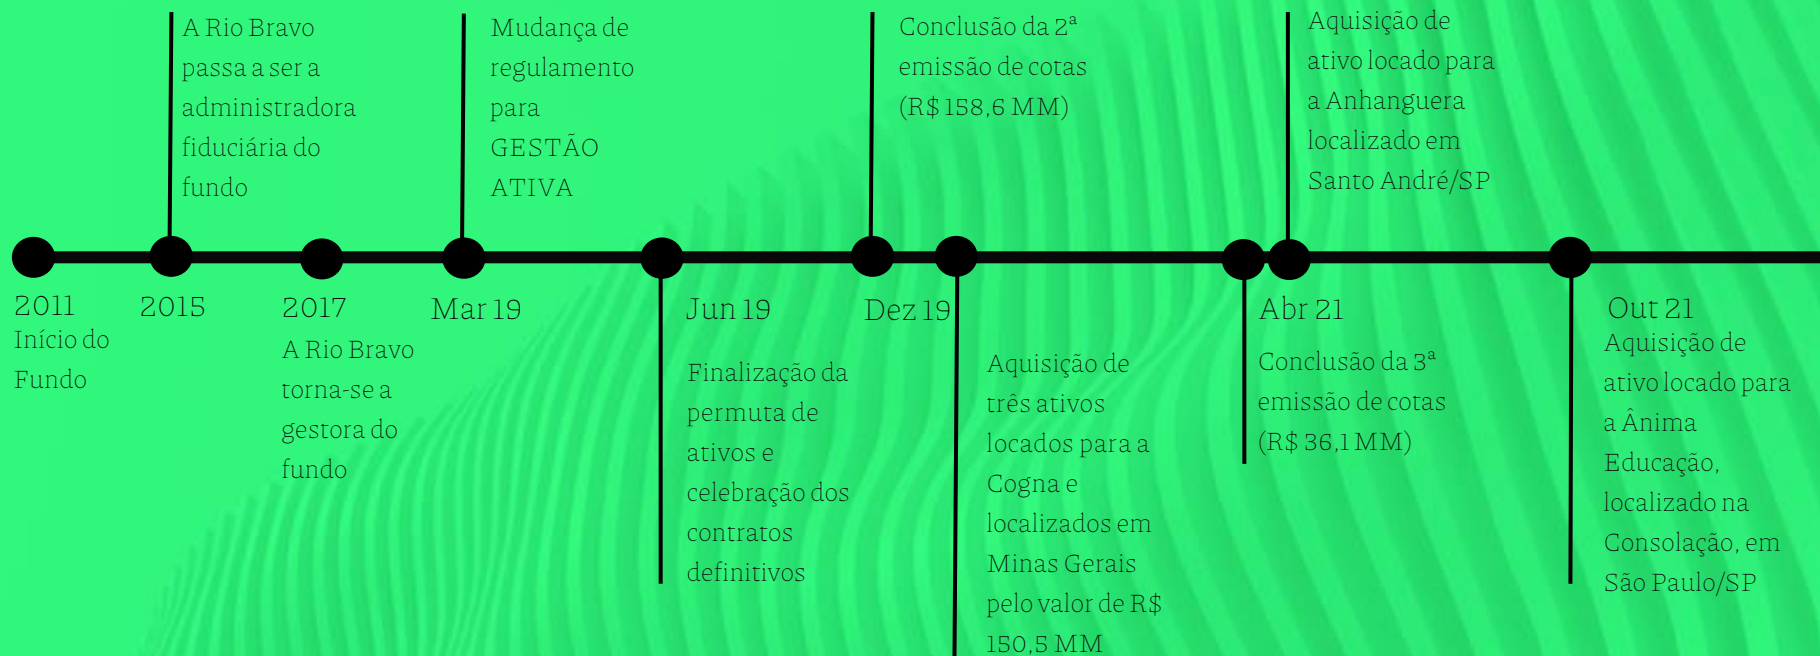 2011
Início do
Fundo
A Rio Bravo
passa a ser a
administradora
fiduciária do
fundo
2015
2017
A Rio Bravo
torna-se a
gestora do
fundo
Mudança de
regulamento
para
GESTÃO
ATIVA
Mar 19
Jun 19
Finalização da
permuta de
ativos e
celebração dos
contratos
definitivos
Conclusão da 2ª
emissão de cotas
(R$ 158,6 MM)
Dez 19
Aquisição de
três ativos
locados para a
Cogna e
localizados em
Minas Gerais
pelo valor de R$
150,5 MM
Aquisição de
ativo locado para
a Anhanguera
localizado em
Santo André/SP
Abr 21
Conclusão da 3ª
emissão de cotas
(R$ 36,1 MM)
Out 21
Aquisição de
ativo locado para
a Ânima
Educação,
localizado na
Consolação, em
São Paulo/SP